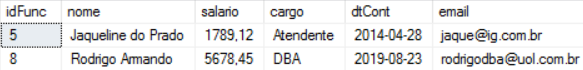 idFunc nome salario cargo dtCont email
5 Jaqueline do Prado 1789,12 Atendente 2014-04-28 jaque@ig.com.br
8 Rodrigo Armando 5678,45 DBA 2019-08-23 rodrigodba@uol.com.br